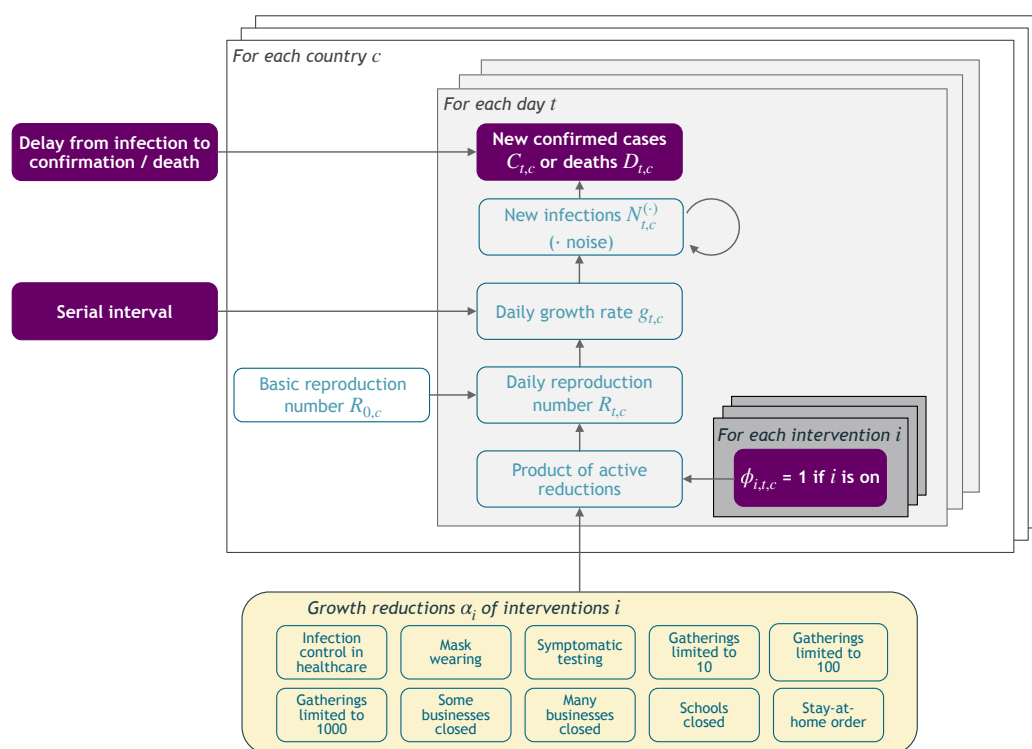 For each country c
For each day t
Delay from infection to
confirmation / death
New confirmed cases
C_{t,c} or deaths D_{t,c}
New infections N_{t,c}^{(·)}
(· noise)
Serial interval
Daily growth rate g_{t,c}
Basic reproduction
number R_{0,c}
Daily reproduction
number R_{t,c}
For each intervention i
Product of active
reductions
ϕ_{i,t,c} = 1 if i is on
Growth reductions α_i of interventions i
Infection
control in
healthcare
Mask
wearing
Symptomatic
testing
Gatherings
limited to
10
Gatherings
limited to
100
Gatherings
limited to
1000
Some
businesses
closed
Many
businesses
closed
Schools
closed
Stay-at-
home order